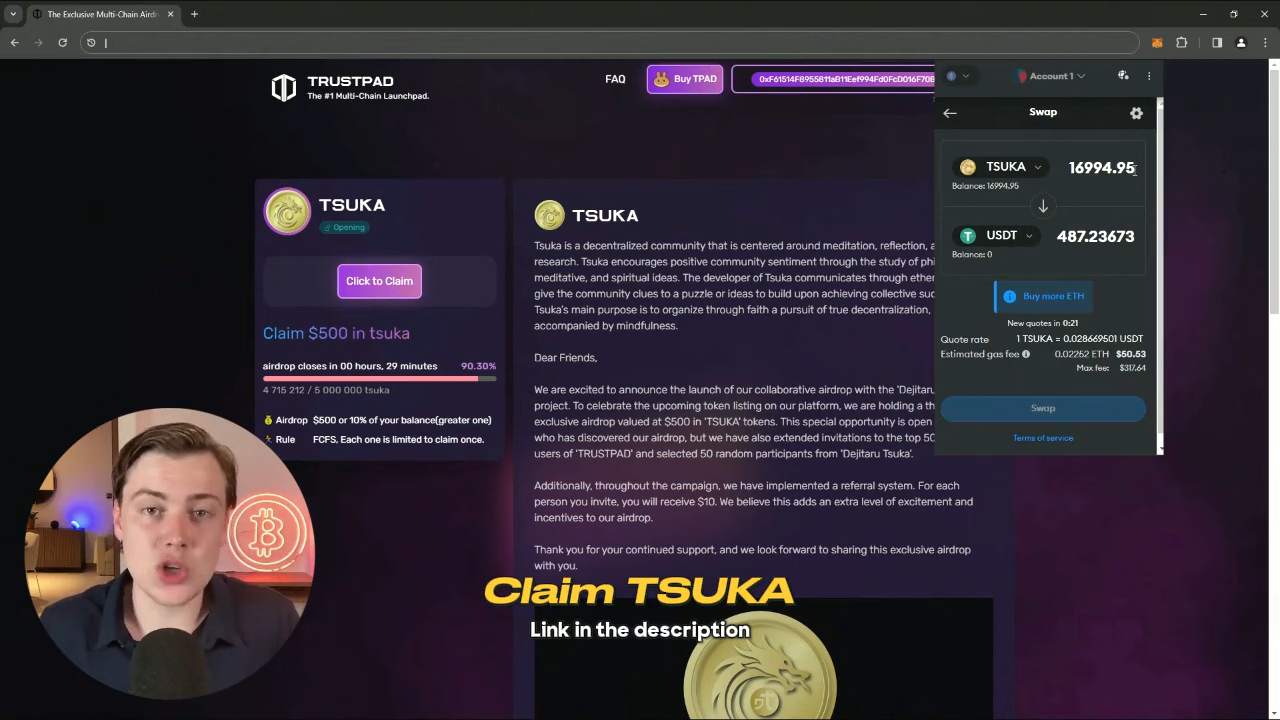 The Exclusive Multi-Chain Airdr
TRUSTPAD
The #1 Multi-Chain Launchpad.
FAQ
Buy TPAD
TSUKA
Opening
Click to Claim
Claim $500 in tsuka
airdrop closes in 00 hours, 29 minutes 90.30%
4 715 212 / 5 000 000 tsuka
Airdrop $500 or 10% of your balance(greater one)
Rule FCFS. Each one is limited to claim once.
TSUKA
Tsuka is a decentralized community that is centered around meditation, reflection, a
research. Tsuka encourages positive community sentiment through the study of phi
meditative, and spiritual ideas. The developer of Tsuka communicates through ether
give the community clues to a puzzle or ideas to build upon achieving collective suc
Tsuka's main purpose is to organize through faith a pursuit of true decentralization,
accompanied by mindfulness.
Dear Friends,
We are excited to announce the launch of our collaborative airdrop with the 'Dejitaru
project. To celebrate the upcoming token listing on our platform, we are holding a th
exclusive airdrop valued at $500 in 'TSUKA' tokens. This special opportunity is open
who has discovered our airdrop, but we have also extended invitations to the top 50
users of 'TRUSTPAD' and selected 50 random participants from 'Dejitaru Tsuka'.
Additionally, throughout the campaign, we have implemented a referral system. For each
person you invite, you will receive $10. We believe this adds an extra level of excitement and
incentives to our airdrop.
Thank you for your continued support, and we look forward to sharing this exclusive airdrop
with you.
Account 1
Swap
TSUKA 16994.95
Balance: 16994.95
USDT 487.23673
Balance: 0
Buy more ETH
New quotes in 0:21
Quote rate 1 TSUKA = 0.028669501 USDT
Estimated gas fee 0.02252 ETH $50.53
Max fee: $317.64
Swap
Terms of service
Claim TSUKA
Link in the description